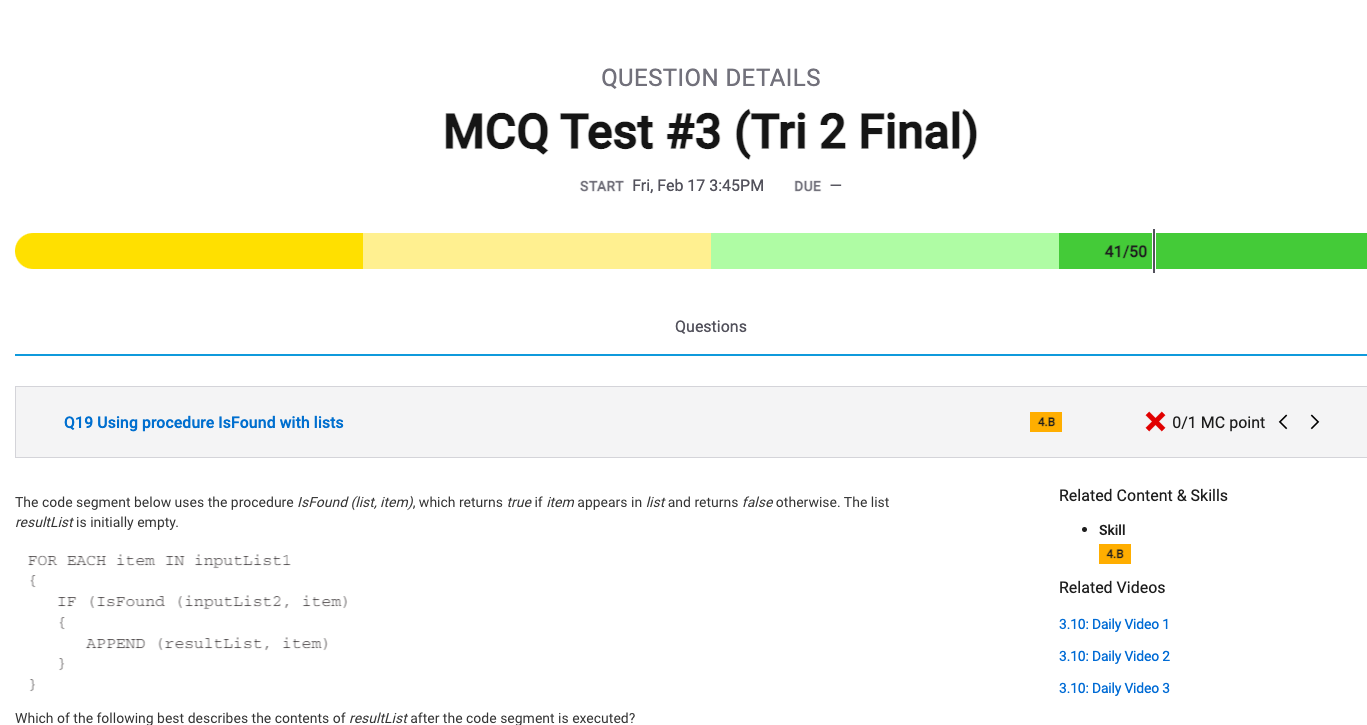 QUESTION DETAILS
MCQ Test #3 (Tri 2 Final)
START Fri, Feb 17 3:45PM DUE —
41/50
Questions
Q19 Using procedure IsFound with lists
4.B
0/1 MC point
The code segment below uses the procedure IsFound (list, item), which returns true if item appears in list and returns false otherwise. The list
resultList is initially empty.
FOR EACH item IN inputList1
{
IF (IsFound (inputList2, item)
{
APPEND (resultList, item)
}
}
Which of the following best describes the contents of resultList after the code segment is executed?
Related Content & Skills
• Skill
4.B
Related Videos
3.10: Daily Video 1
3.10: Daily Video 2
3.10: Daily Video 3